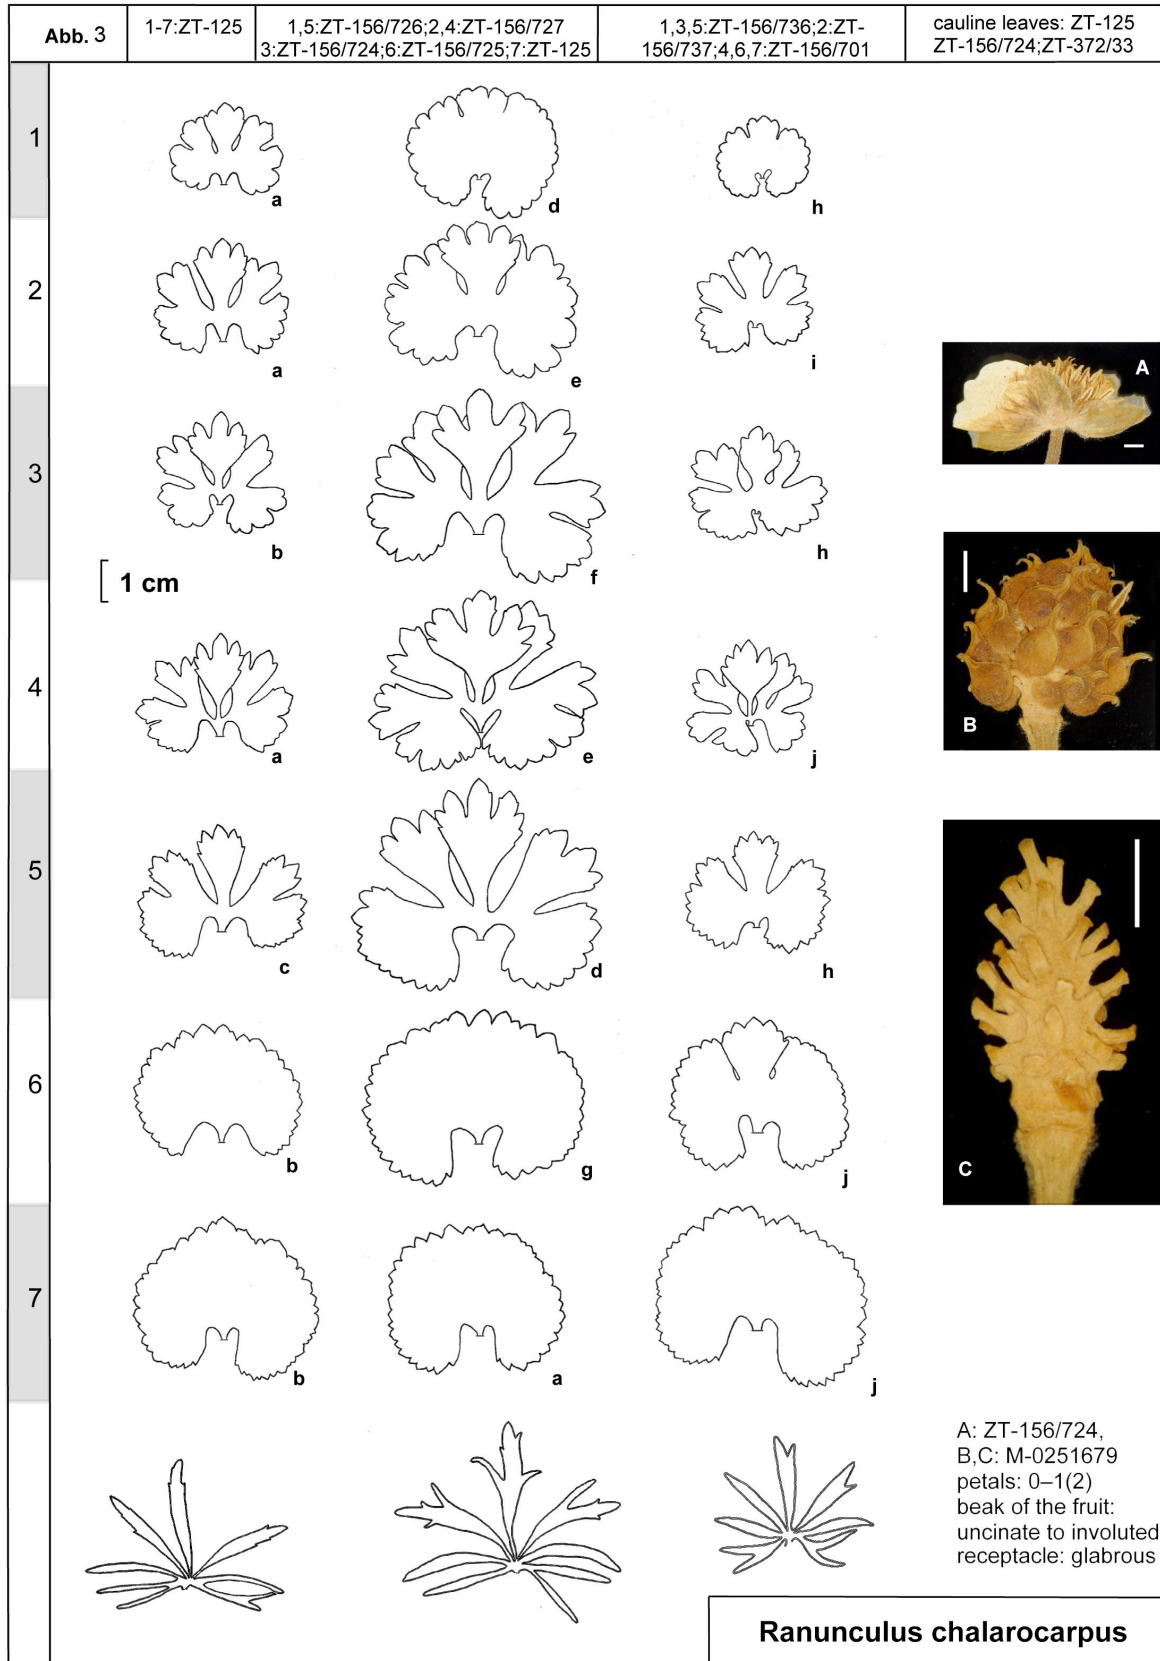 Abb. 3
1-7:ZT-125
1,5:ZT-156/726;2,4:ZT-156/727
3:ZT-156/724;6:ZT-156/725;7:ZT-125
1,3,5:ZT-156/736;2:ZT-
156/737;4,6,7:ZT-156/701
cauline leaves: ZT-125
ZT-156/724;ZT-372/33
1
a
d
h
2
a
e
i
A
3
b
f
h
1 cm
B
4
a
e
j
5
c
d
h
C
6
b
g
j
7
b
a
j
A: ZT-156/724,
B,C: M-0251679
petals: 0–1(2)
beak of the fruit:
uncinate to involuted
receptacle: glabrous
Ranunculus chalarocarpus